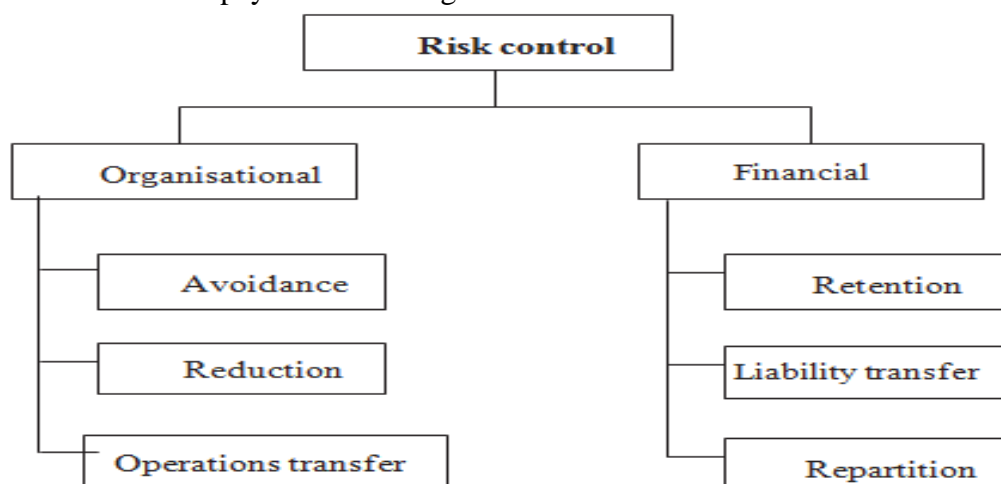 Risk control
Organisational
Financial
Avoidance
Retention
Reduction
Liability transfer
Operations transfer
Repartition